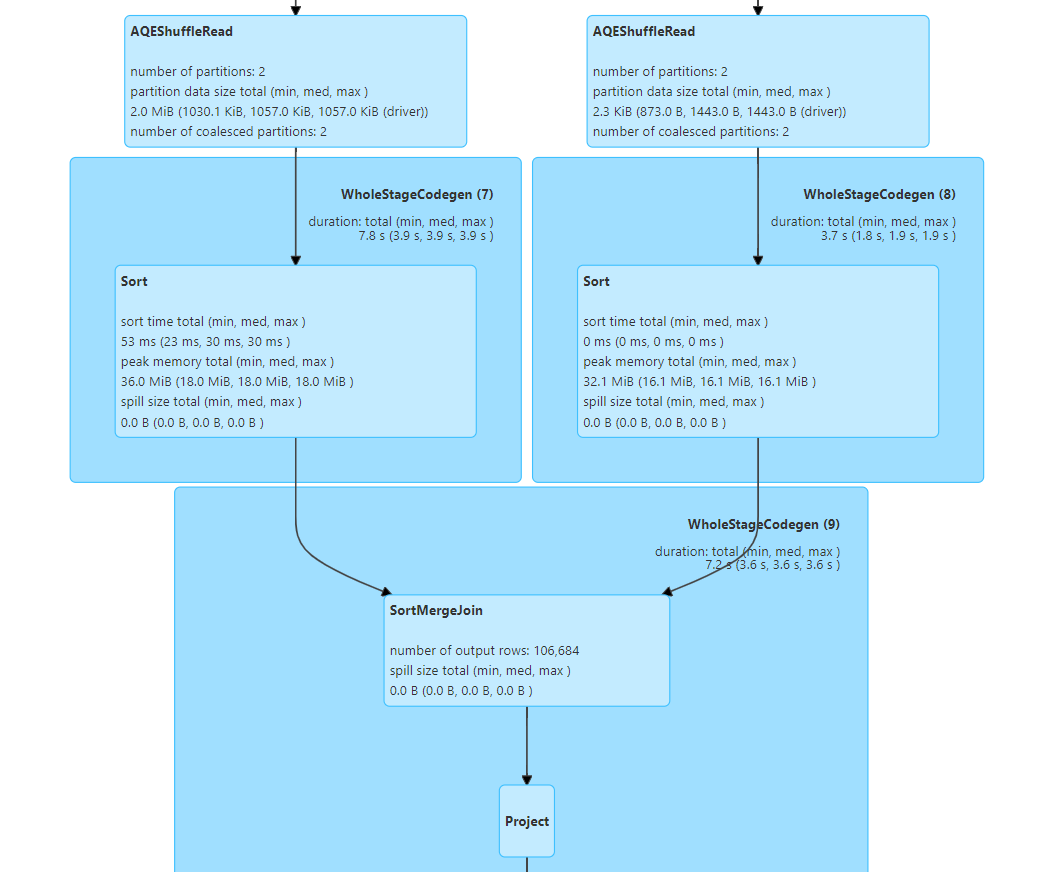 AQEShuffleRead
number of partitions: 2
partition data size total (min, med, max )
2.0 MiB (1030.1 KiB, 1057.0 KiB, 1057.0 KiB (driver))
number of coalesced partitions: 2
AQEShuffleRead
number of partitions: 2
partition data size total (min, med, max )
2.3 KiB (873.0 B, 1443.0 B, 1443.0 B (driver))
number of coalesced partitions: 2
WholeStageCodegen (7)
duration: total (min, med, max )
7.8 s (3.9 s, 3.9 s, 3.9 s )
Sort
sort time total (min, med, max )
53 ms (23 ms, 30 ms, 30 ms )
peak memory total (min, med, max )
36.0 MiB (18.0 MiB, 18.0 MiB, 18.0 MiB )
spill size total (min, med, max )
0.0 B (0.0 B, 0.0 B, 0.0 B )
WholeStageCodegen (8)
duration: total (min, med, max )
3.7 s (1.8 s, 1.9 s, 1.9 s )
Sort
sort time total (min, med, max )
0 ms (0 ms, 0 ms, 0 ms )
peak memory total (min, med, max )
32.1 MiB (16.1 MiB, 16.1 MiB, 16.1 MiB )
spill size total (min, med, max )
0.0 B (0.0 B, 0.0 B, 0.0 B )
WholeStageCodegen (9)
duration: total (min, med, max )
7.2 s (3.6 s, 3.6 s, 3.6 s )
SortMergeJoin
number of output rows: 106,684
spill size total (min, med, max )
0.0 B (0.0 B, 0.0 B, 0.0 B )
Project